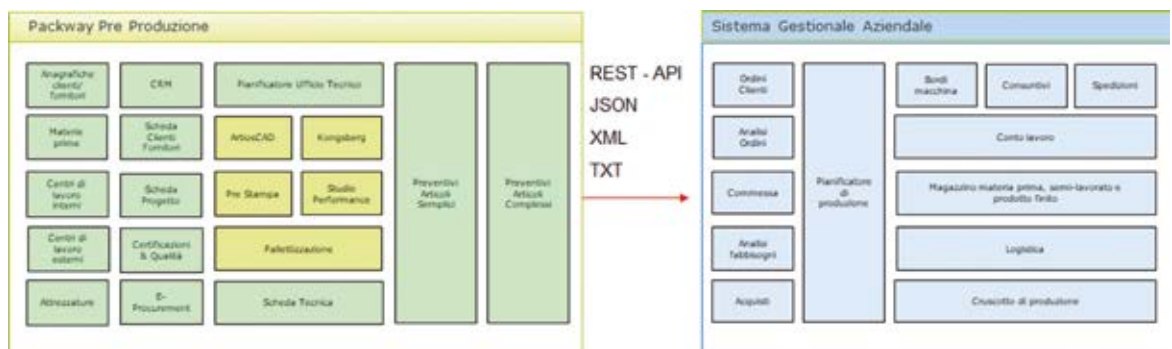 Packway Pre Produzione
Anagrafiche
clienti/
fornitori
CRM
Pianificatore Ufficio Tecnico
Materie
prime
Scheda
Clienti
Fornitori
ArtiosCAD
Kongsberg
Centri di
lavoro
interni
Scheda
Progetto
Pre Stampa
Studio
Performance
Centri di
lavoro
esterni
Certificazioni
& Qualità
Pallettizzazione
Attrezzature
E-
Procurement
Scheda Tecnica
Preventivi
Articoli
Semplici
Preventivi
Articoli
Complessi
REST - API
JSON
XML
TXT
Sistema Gestionale Aziendale
Ordini
Clienti
Analisi
Ordini
Commessa
Analisi
fabbisogni
Acquisti
Pianificatore
di
produzione
Bordi
macchina
Consuntivi
Spedizioni
Conto lavoro
Magazzino materia prima, semi-lavorato e
prodotto finito
Logistica
Cruscotto di produzione